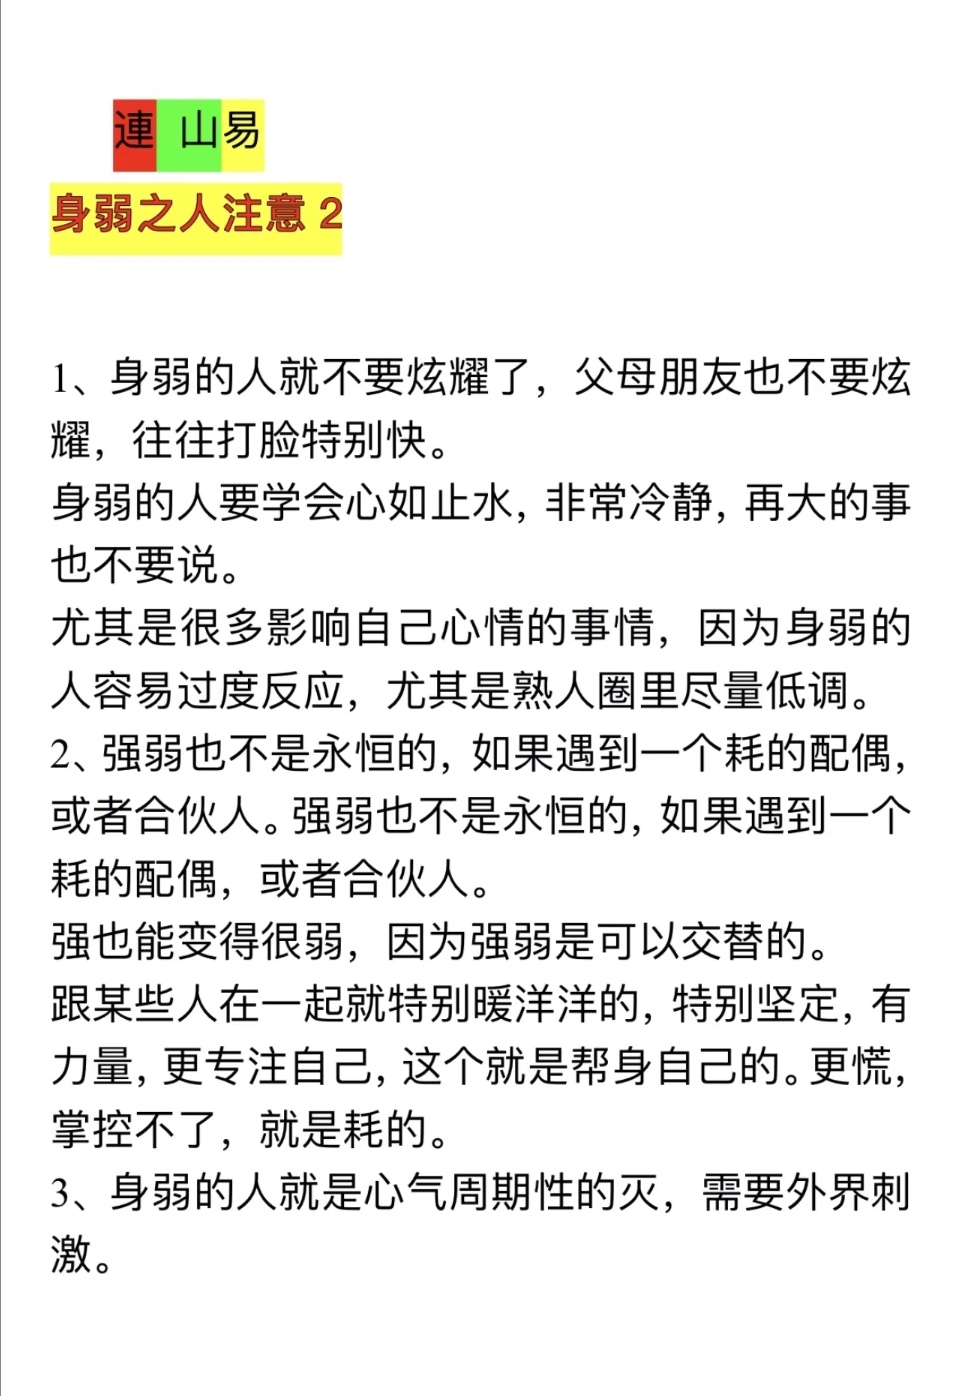 連 山易
身弱之人注意 2
1、身弱的人就不要炫耀了，父母朋友也不要炫
耀，往往打脸特别快。
身弱的人要学会心如止水，非常冷静，再大的事
也不要说。
尤其是很多影响自己心情的事情，因为身弱的
人容易过度反应，尤其是熟人圈里尽量低调。
2、强弱也不是永恒的，如果遇到一个耗的配偶，
或者合伙人。强弱也不是永恒的，如果遇到一个
耗的配偶，或者合伙人。
强也能变得很弱，因为强弱是可以交替的。
跟某些人在一起就特别暖洋洋的，特别坚定，有
力量，更专注自己，这个就是帮身自己的。更慌，
掌控不了，就是耗的。
3、身弱的人就是心气周期性的灭，需要外界刺
激。